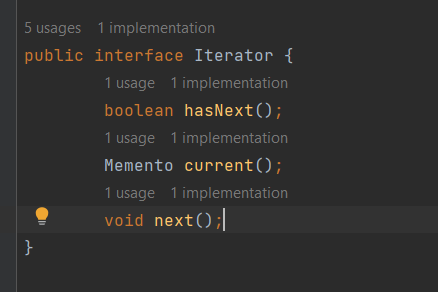 5 usages 1 implementation
public interface Iterator {
1 usage 1 implementation
boolean hasNext();
1 usage 1 implementation
Memento current();
1 usage 1 implementation
void next();
}